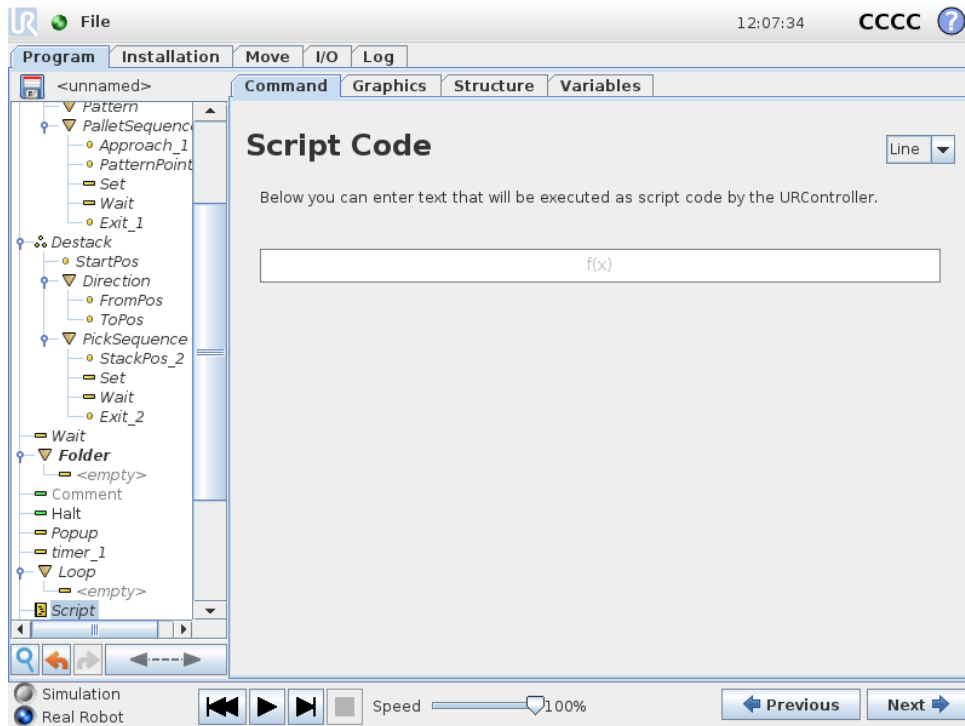 UR File 12:07:34 CCCC ?
Program Installation Move I/O Log
<unnamed> Command Graphics Structure Variables
Pattern
PalletSequenc
Approach_1
PatternPoint
Set
Wait
Exit_1
Destack
StartPos
Direction
FromPos
ToPos
PickSequence
StackPos_2
Set
Wait
Exit_2
Wait
Folder
<empty>
Comment
Halt
Popup
timer_1
Loop
<empty>
Script
Script Code
Line
Below you can enter text that will be executed as script code by the URController.
f(x)
Simulation
Real Robot
Speed 100%
Previous Next